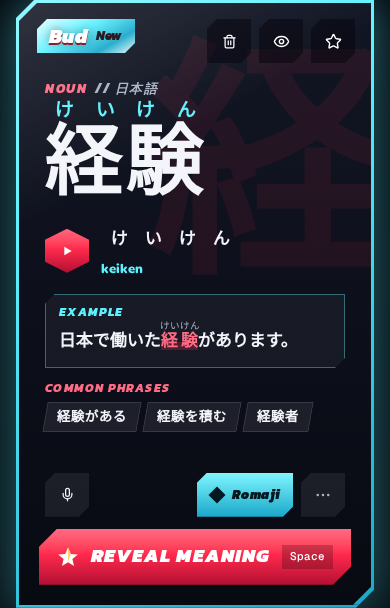 Bud New
NOUN // 日本語
けいけん
経験
けいけん
keiken
EXAMPLE
けいけん
日本で働いた経験があります。
COMMON PHRASES
経験がある 経験を積む 経験者
Romaji
REVEAL MEANING Space